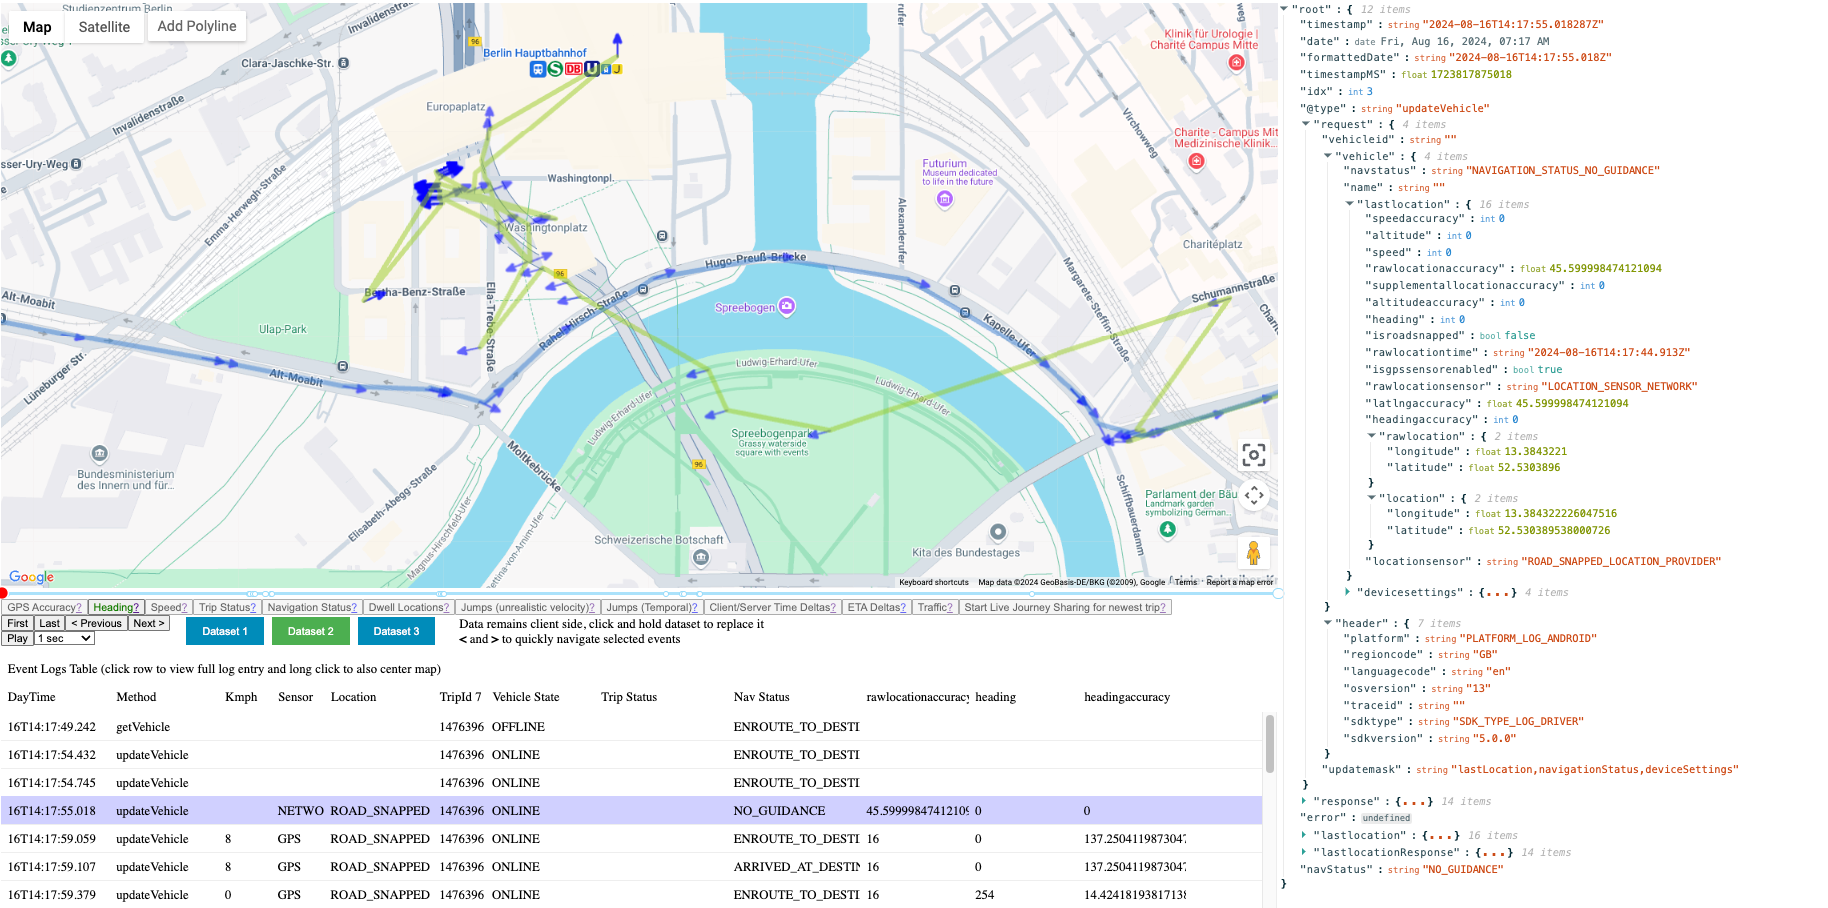 Map
Satellite
Add Polyline
Studienzentrum Berlin
Invalidenstraße
Clara-Jaschke-Str.
Berlin Hauptbahnhof
96
Europaplatz
Invalidenstraße
sser-Ury-Weg
Emma-Herwegh-Straße
Washingtonpl.
Washingtonplatz
Futurium
Museum dedicated
to life in the future
Klinik für Urologie |
Charité Campus Mitte
Virchowweg
Charite - Campus Mit
Medizinische Klinik...
Alexanderufer
Charitéplatz
Hugo-Preuß-Brücke
96
Bertha-Benz-Straße
Ella-Trebe-Straße
Rahel-Hirsch-Straße
Spreebogen
Margarete-Steffin-Straße
Schumannstraße
Kapelle-Ufer
Alt-Moabit
Ulap-Park
Lüneburger Str.
Alt-Moabit
Ludwig-Erhard-Ufer
Ludwig-Erhard-Ufer
Ludwig-Erhard-Ufer
Spreebogenpark
Grassy waterside
square with events
96
Moltkebrücke
Bundesministerium
des Innern und für...
Elisabeth-Abegg-Straße
Magnus-Hirschfeld-Ufer
Bettina-von-Arnim-Ufer
Schweizerische Botschaft
Kita des Bundestages
Schiffbauerdamm
Parlament der Bäu
Landmark garden
symbolizing German...
Google
Keyboard shortcuts
Map data ©2024 GeoBasis-DE/BKG (©2009), Google
Terms
Report a map error
GPS Accuracy? Heading? Speed? Trip Status? Navigation Status? Dwell Locations? Jumps (unrealistic velocity)? Jumps (Temporal)? Client/Server Time Deltas? ETA Deltas? Traffic? Start Live Journey Sharing for newest trip?
First Last < Previous Next >
Play 1 sec
Dataset 1 Dataset 2 Dataset 3
Data remains client side, click and hold dataset to replace it
< and > to quickly navigate selected events
Event Logs Table (click row to view full log entry and long click to also center map)
DayTime Method Kmph Sensor Location TripId 7 Vehicle State Trip Status Nav Status rawlocationaccuracy heading headingaccuracy
16T14:17:49.242 getVehicle 1476396 OFFLINE ENROUTE_TO_DESTI
16T14:17:54.432 updateVehicle 1476396 ONLINE ENROUTE_TO_DESTI
16T14:17:54.745 updateVehicle 1476396 ONLINE ENROUTE_TO_DESTI
16T14:17:55.018 updateVehicle NETWO ROAD_SNAPPED 1476396 ONLINE NO_GUIDANCE 45.5999984741210 0 0
16T14:17:59.059 updateVehicle 8 GPS ROAD_SNAPPED 1476396 ONLINE ENROUTE_TO_DESTI 16 0 137.2504119873047
16T14:17:59.107 updateVehicle 8 GPS ROAD_SNAPPED 1476396 ONLINE ARRIVED_AT_DESTIN 16 0 137.2504119873047
16T14:17:59.379 updateVehicle 0 GPS ROAD_SNAPPED 1476396 ONLINE ENROUTE_TO_DESTI 16 254 14.42418193817138
"root" : { 12 items
"timestamp" : string "2024-08-16T14:17:55.018287Z"
"date" : date Fri, Aug 16, 2024, 07:17 AM
"formattedDate" : string "2024-08-16T14:17:55.018Z"
"timestampMS" : float 1723817875018
"idx" : int 3
"@type" : string "updateVehicle"
"request" : { 4 items
"vehicleid" : string ""
"vehicle" : { 4 items
"navstatus" : string "NAVIGATION_STATUS_NO_GUIDANCE"
"name" : string ""
"lastlocation" : { 16 items
"speedaccuracy" : int 0
"altitude" : int 0
"speed" : int 0
"rawlocationaccuracy" : float 45.599998474121094
"supplementallocationaccuracy" : int 0
"altitudeaccuracy" : int 0
"heading" : int 0
"isroadsnapped" : bool false
"rawlocationtime" : string "2024-08-16T14:17:44.913Z"
"isgpssensorenabled" : bool true
"rawlocationsensor" : string "LOCATION_SENSOR_NETWORK"
"latlngaccuracy" : float 45.599998474121094
"headingaccuracy" : int 0
"rawlocation" : { 2 items
"longitude" : float 13.3843221
"latitude" : float 52.5303896
}
"location" : { 2 items
"longitude" : float 13.384322226047516
"latitude" : float 52.530389538000726
}
"locationsensor" : string "ROAD_SNAPPED_LOCATION_PROVIDER"
}
"devicesettings" : {...} 4 items
}
"header" : { 7 items
"platform" : string "PLATFORM_LOG_ANDROID"
"regioncode" : string "GB"
"languagecode" : string "en"
"osversion" : string "13"
"traceid" : string ""
"sdktype" : string "SDK_TYPE_LOG_DRIVER"
"sdkversion" : string "5.0.0"
}
"updatemask" : string "lastLocation,navigationStatus,deviceSettings"
}
"response" : {...} 14 items
"error" : undefined
"lastlocation" : {...} 16 items
"lastlocationResponse" : {...} 14 items
"navStatus" : string "NO_GUIDANCE"
}